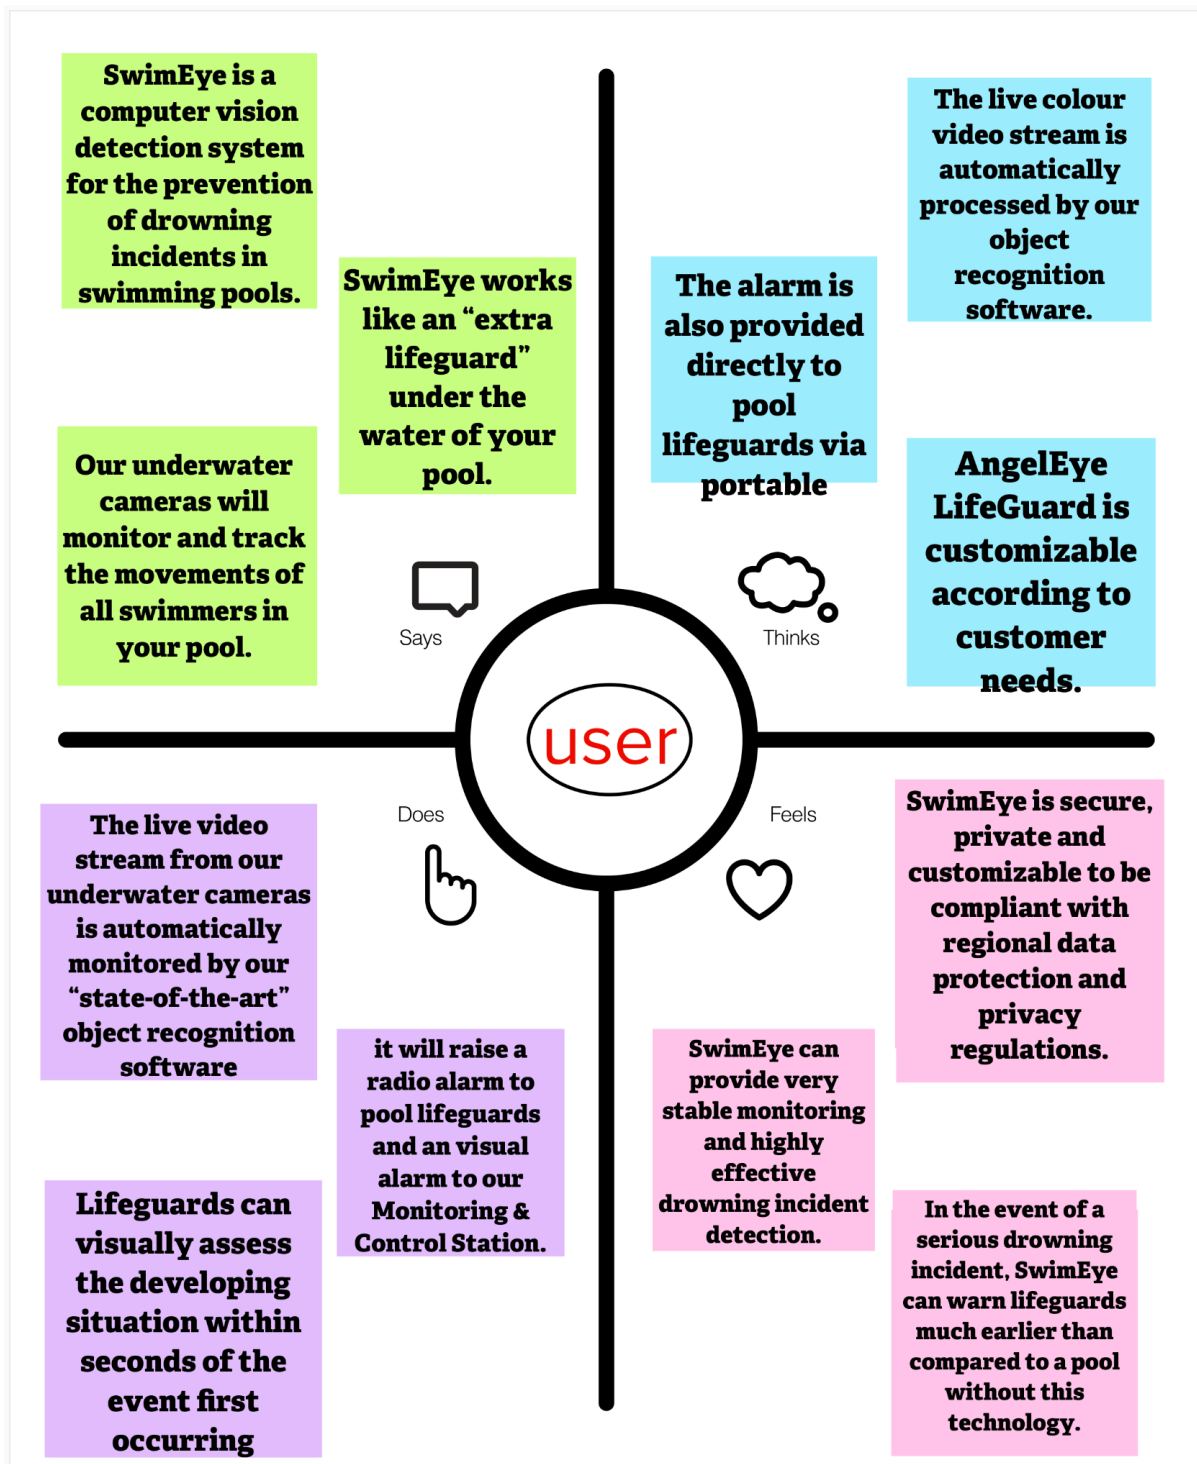 SwimEye is a
computer vision
detection system
for the prevention
of drowning
incidents in
swimming pools.
SwimEye works
like an “extra
lifeguard”
under the
water of your
pool.
Our underwater
cameras will
monitor and track
the movements of
all swimmers in
your pool.
Says
The live colour
video stream is
automatically
processed by our
object
recognition
software.
The alarm is
also provided
directly to
pool
lifeguards via
portable
AngelEye
LifeGuard is
customizable
according to
customer
needs.
Thinks
user
Does
The live video
stream from our
underwater cameras
is automatically
monitored by our
“state-of-the-art”
object recognition
software
it will raise a
radio alarm to
pool lifeguards
and an visual
alarm to our
Monitoring &
Control Station.
Lifeguards can
visually assess
the developing
situation within
seconds of the
event first
occurring
Feels
SwimEye is secure,
private and
customizable to be
compliant with
regional data
protection and
privacy
regulations.
SwimEye can
provide very
stable monitoring
and highly
effective
drowning incident
detection.
In the event of a
serious drowning
incident, SwimEye
can warn lifeguards
much earlier than
compared to a pool
without this
technology.